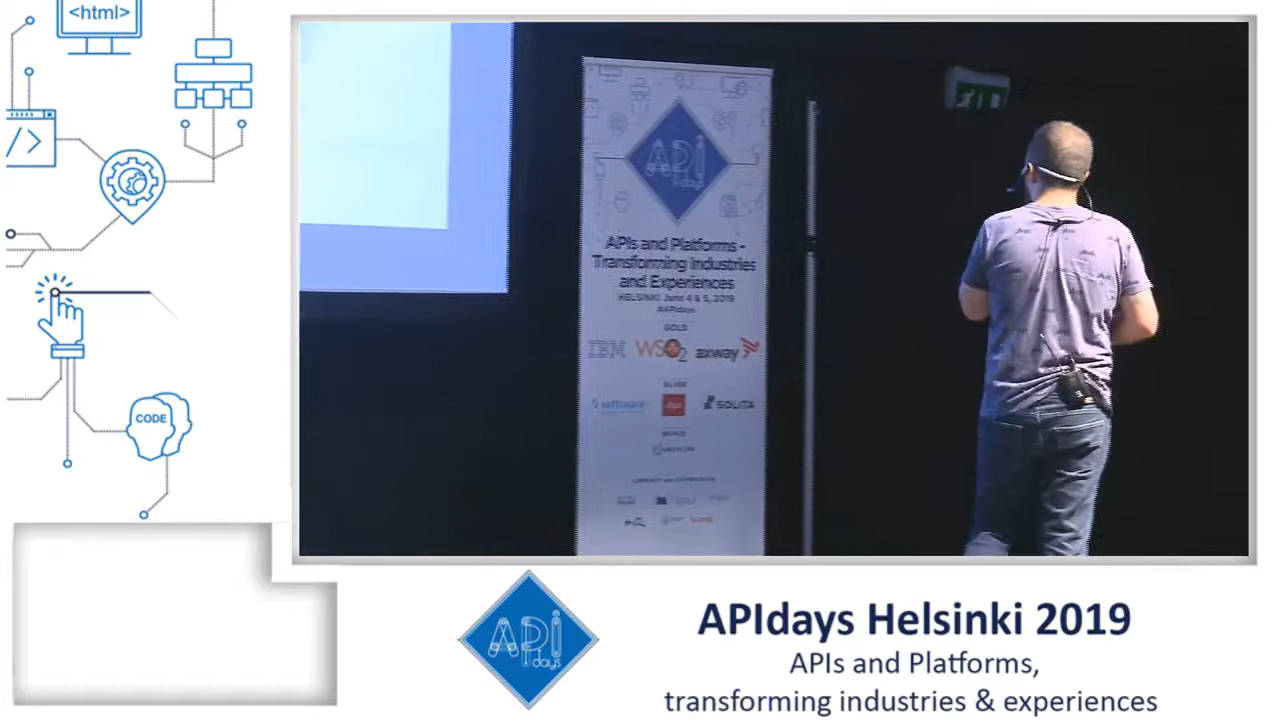 <html>
</>
CODE
API
days
APIs and Platforms -
Transforming Industries
and Experiences
HELSINKI June 4 & 5, 2019
#APIdays
GOLD
IBM WSO2 axway
SILVER
software
SOLITA
BRONZE
API
days
APIdays Helsinki 2019
APIs and Platforms,
transforming industries & experiences